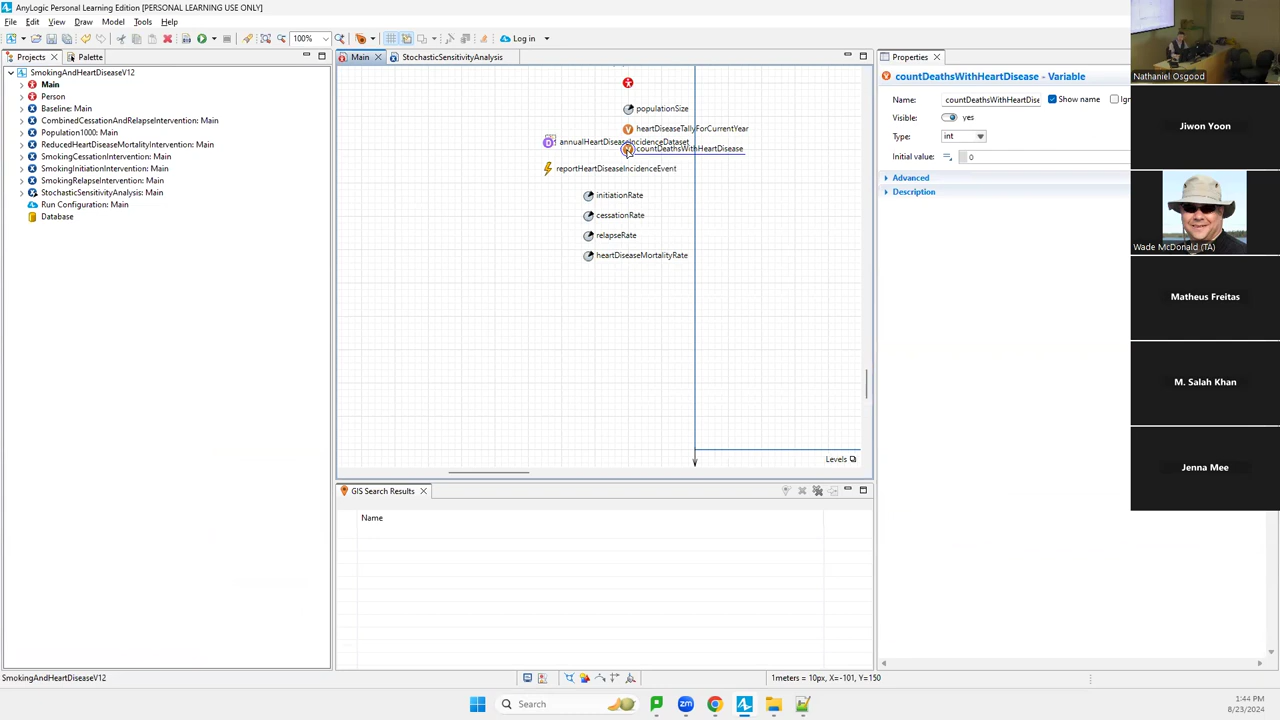 AnyLogic Personal Learning Edition [PERSONAL LEARNING USE ONLY]
File Edit View Draw Model Tools Help
100%
Log in
Projects
Palette
Main
StochasticSensitivityAnalysis
Properties
SmokingAndHeartDiseaseV12
Main
Person
Baseline: Main
CombinedCessationAndRelapseIntervention: Main
Population1000: Main
ReducedHeartDiseaseMortalityIntervention: Main
SmokingCessationIntervention: Main
SmokingInitiationIntervention: Main
SmokingRelapseIntervention: Main
StochasticSensitivityAnalysis: Main
Run Configuration: Main
Database
populationSize
heartDiseaseTallyForCurrentYear
annualHeartDiseaseIncidenceDataset
countDeathsWithHeartDisease
reportHeartDiseaseIncidenceEvent
initiationRate
cessationRate
relapseRate
heartDiseaseMortalityRate
Levels
GIS Search Results
Name
countDeathsWithHeartDisease - Variable
Name: countDeathsWithHeartDise Show name Ign
Visible: yes
Type: int
Initial value: 0
Advanced
Description
Nathaniel Osgood
Jiwon Yoon
Wade McDonald (TA)
Matheus Freitas
M. Salah Khan
Jenna Mee
SmokingAndHeartDiseaseV12
1meters = 10px, X=-101, Y=150
Search
1:44 PM
8/23/2024